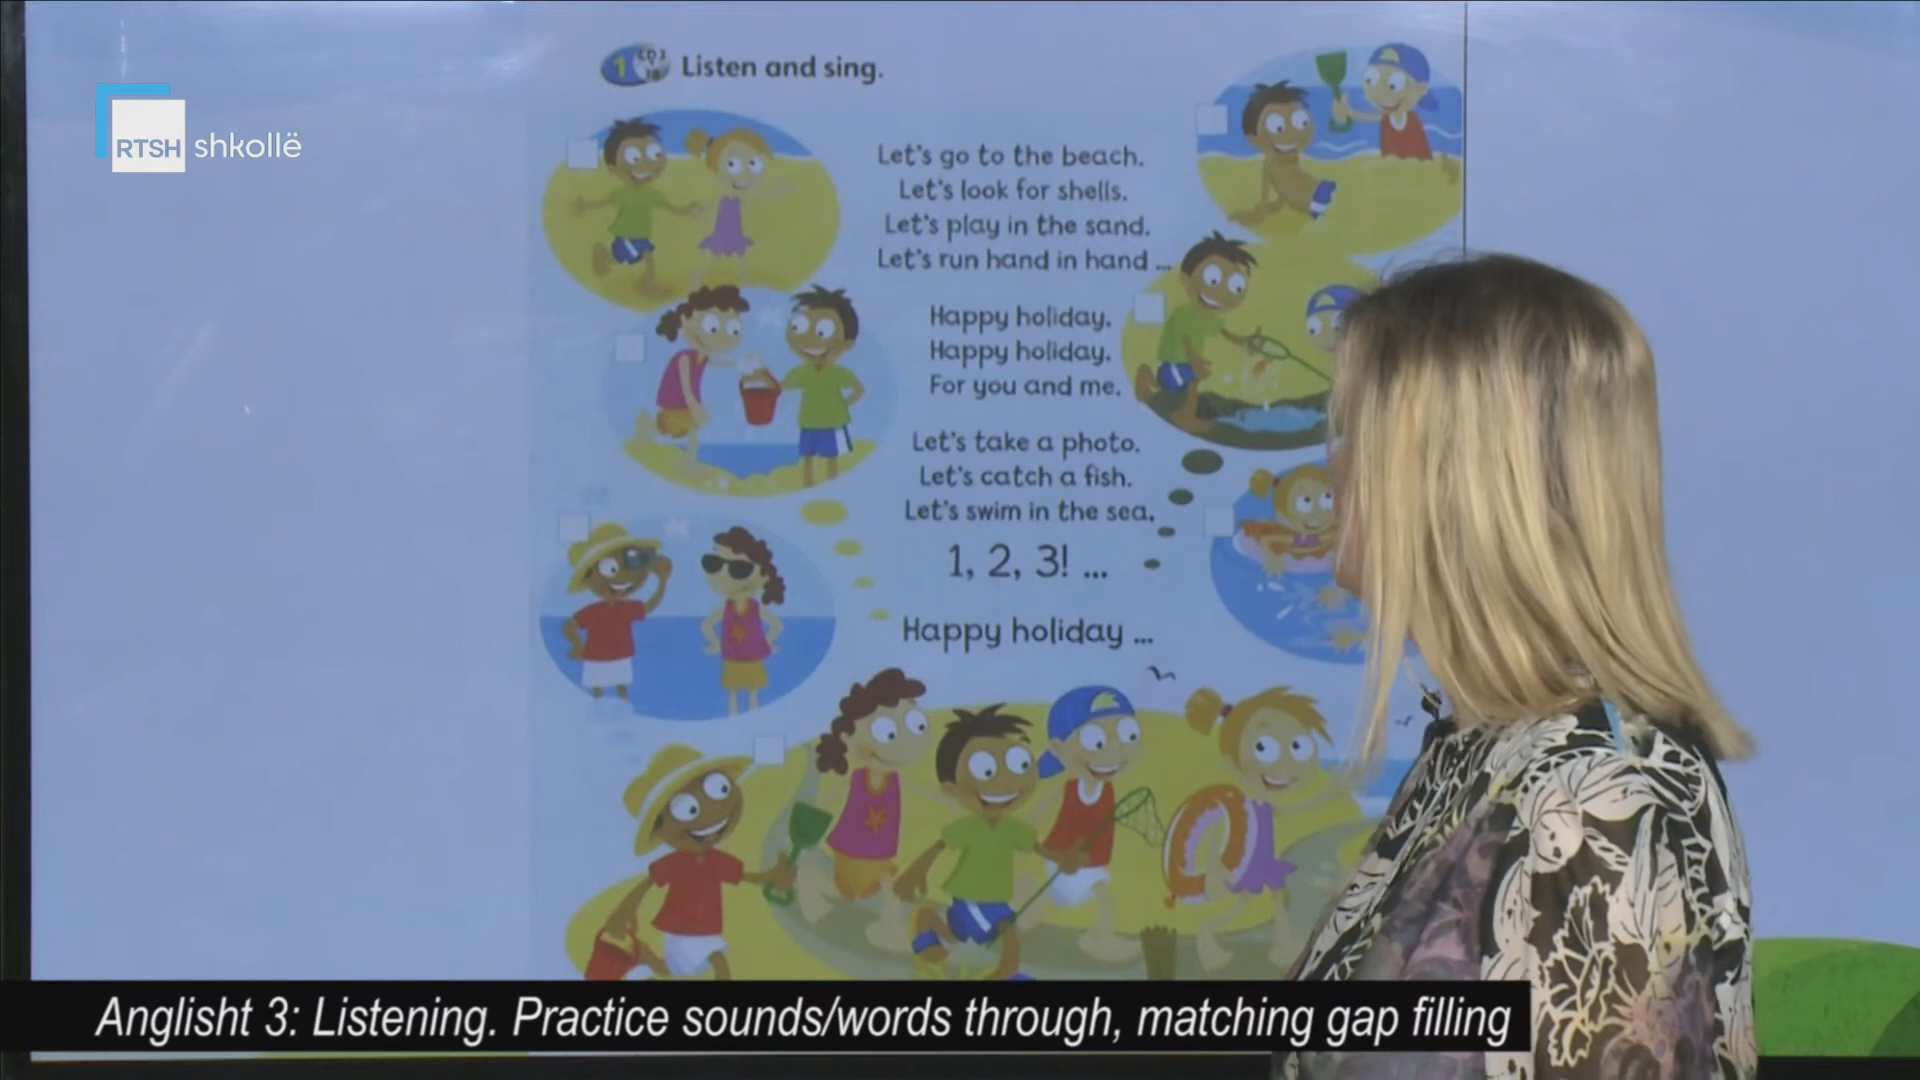 RTSH shkollë
1 CD3 Listen and sing.
Let's go to the beach.
Let's look for shells.
Let's play in the sand.
Let's run hand in hand ...
Happy holiday,
Happy holiday,
For you and me.
Let's take a photo.
Let's catch a fish.
Let's swim in the sea,
1, 2, 3! ...
Happy holiday ...
Anglisht 3: Listening. Practice sounds/words through, matching gap filling